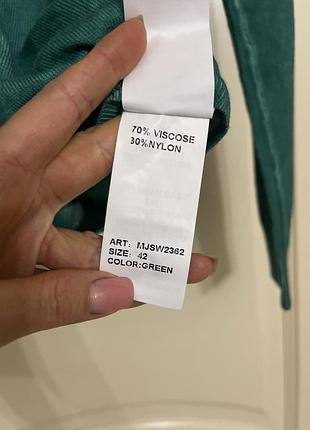 70% VISCOSE
30%NYLON
ART: MJSW2362
SIZE: 42
COLOR:GREEN